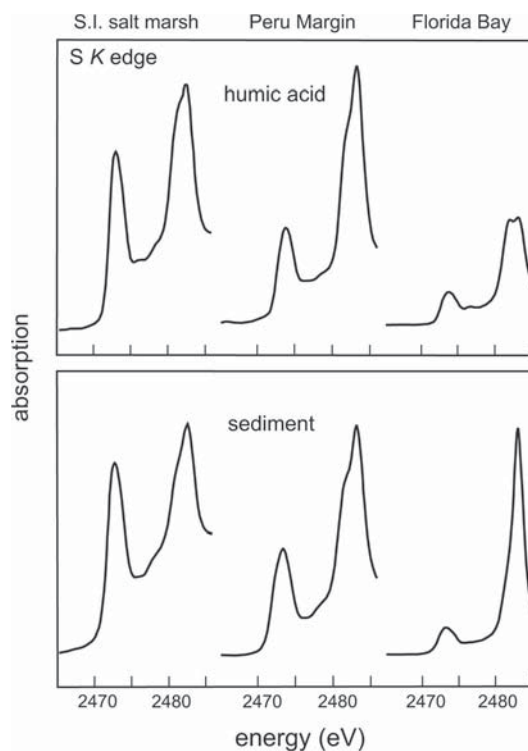 S.I. salt marsh Peru Margin Florida Bay
S K edge
humic acid
absorption
sediment
2470 2480 2470 2480 2470 2480
energy (eV)